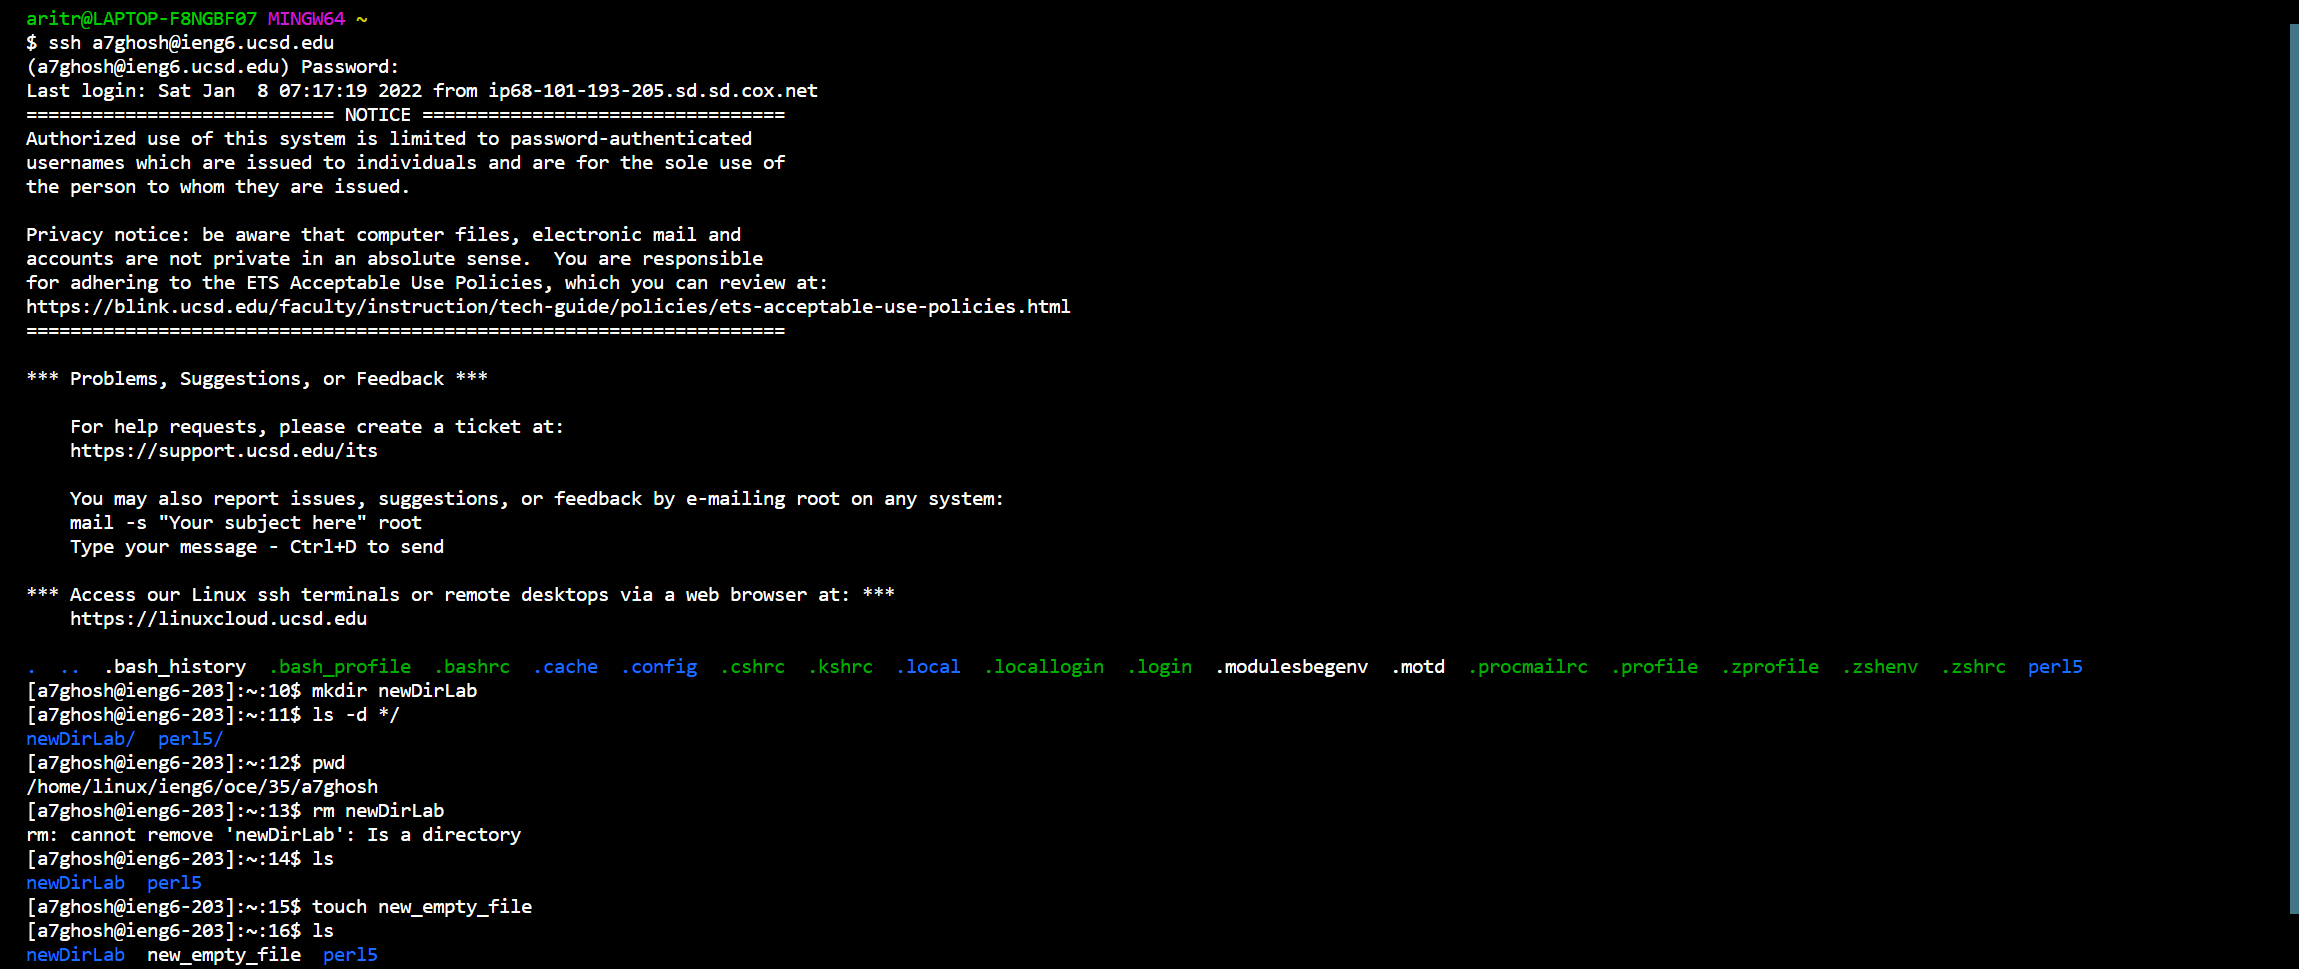 aritr@LAPTOP-F8NGBF07 MINGW64 ~
$ ssh a7ghosh@ieng6.ucsd.edu
(a7ghosh@ieng6.ucsd.edu) Password:
Last login: Sat Jan  8 07:17:19 2022 from ip68-101-193-205.sd.sd.cox.net
============================ NOTICE =================================
Authorized use of this system is limited to password-authenticated
usernames which are issued to individuals and are for the sole use of
the person to whom they are issued.

Privacy notice: be aware that computer files, electronic mail and
accounts are not private in an absolute sense.  You are responsible
for adhering to the ETS Acceptable Use Policies, which you can review at:
https://blink.ucsd.edu/faculty/instruction/tech-guide/policies/ets-acceptable-use-policies.html
=====================================================================

*** Problems, Suggestions, or Feedback ***

    For help requests, please create a ticket at:
    https://support.ucsd.edu/its

    You may also report issues, suggestions, or feedback by e-mailing root on any system:
    mail -s "Your subject here" root
    Type your message - Ctrl+D to send

*** Access our Linux ssh terminals or remote desktops via a web browser at: ***
    https://linuxcloud.ucsd.edu

.  ..  .bash_history  .bash_profile  .bashrc  .cache  .config  .cshrc  .kshrc  .local  .locallogin  .login  .modulesbegenv  .motd  .procmailrc  .profile  .zprofile  .zshenv  .zshrc  perl5
[a7ghosh@ieng6-203]:~:10$ mkdir newDirLab
[a7ghosh@ieng6-203]:~:11$ ls -d */
newDirLab/  perl5/
[a7ghosh@ieng6-203]:~:12$ pwd
/home/linux/ieng6/oce/35/a7ghosh
[a7ghosh@ieng6-203]:~:13$ rm newDirLab
rm: cannot remove 'newDirLab': Is a directory
[a7ghosh@ieng6-203]:~:14$ ls
newDirLab  perl5
[a7ghosh@ieng6-203]:~:15$ touch new_empty_file
[a7ghosh@ieng6-203]:~:16$ ls
newDirLab  new_empty_file  perl5